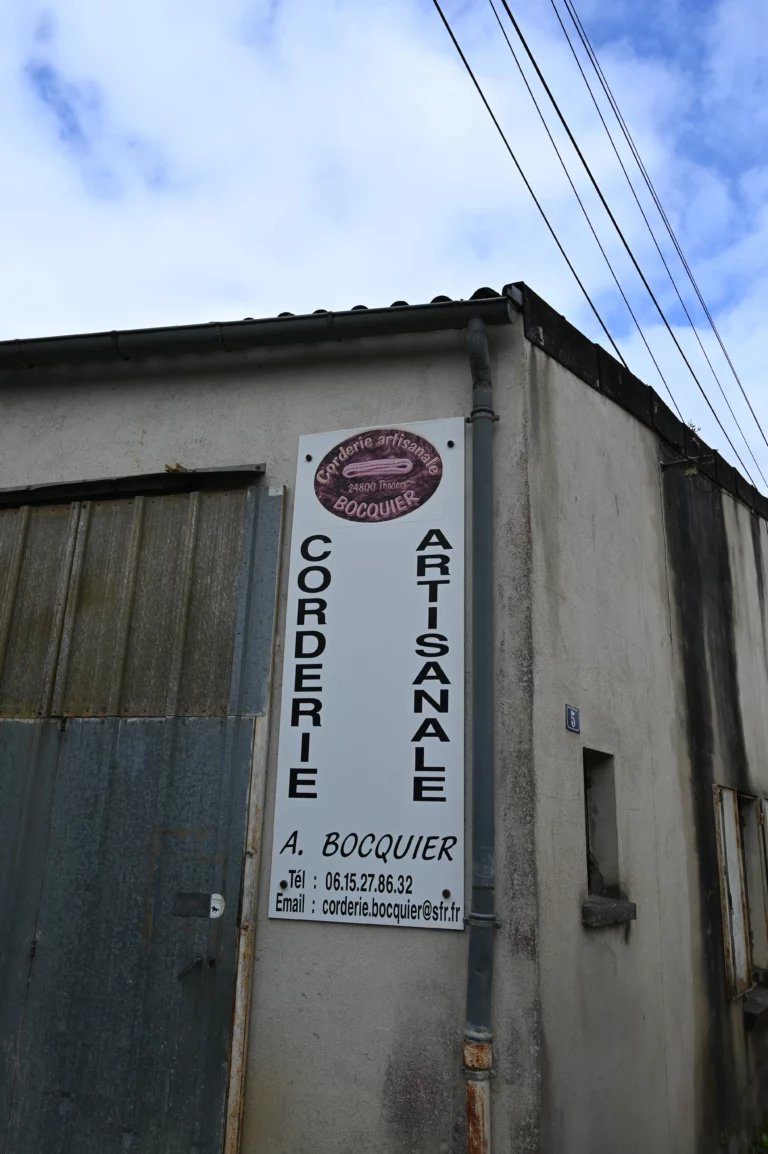 Corderie artisanale
24800 Thiviers
BOCQUIER
CORDERIE
ARTISANALE
A. BOCQUIER
Tél : 06.15.27.86.32
Email : corderie.bocquier@sfr.fr
5